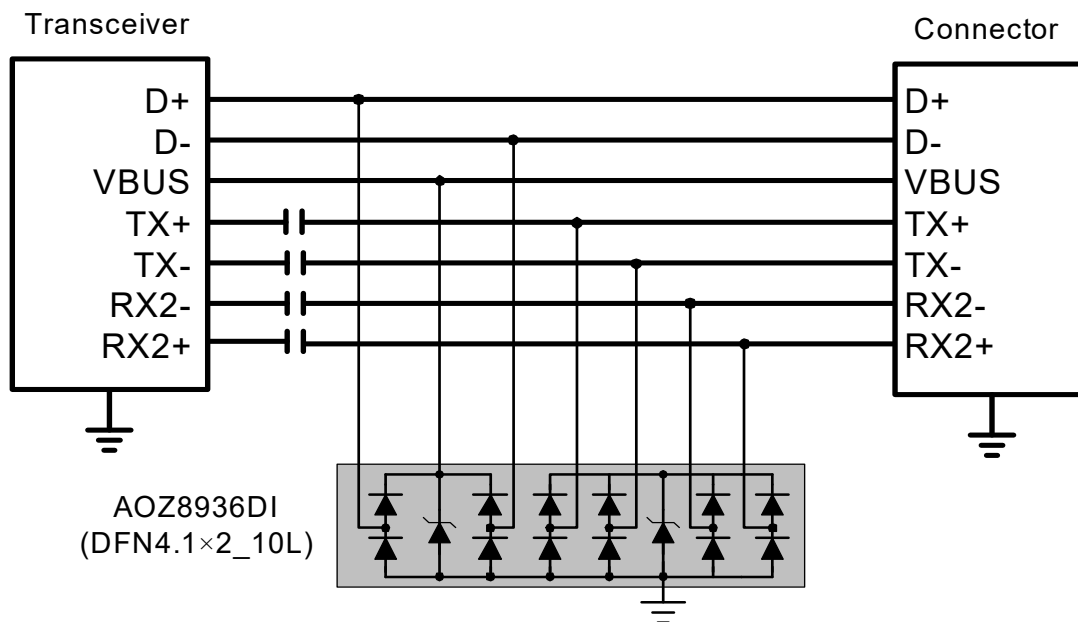 Transceiver
Connector
D+
D-
VBUS
TX+
TX-
RX2-
RX2+
D+
D-
VBUS
TX+
TX-
RX2-
RX2+
AOZ8936DI
(DFN4.1×2_10L)